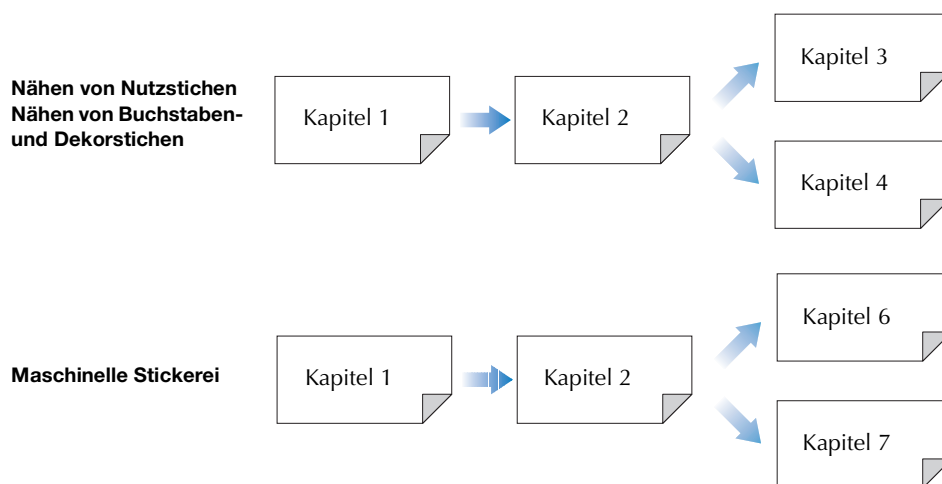 Nähen von Nutzstichen
Nähen von Buchstaben-
und Dekorstichen
Kapitel 1
Kapitel 2
Kapitel 3
Kapitel 4
Maschinelle Stickerei
Kapitel 1
Kapitel 2
Kapitel 6
Kapitel 7